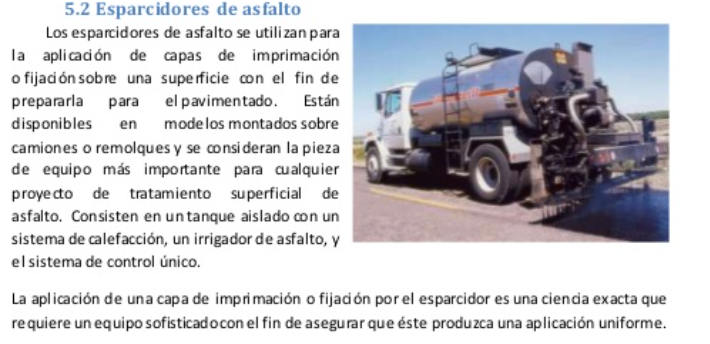 5.2 Esparcidores de asfalto
Los esparcidores de asfalto se utilizan para
la aplicación de capas de imprimación
o fijación sobre una superficie con el fin de
prepararla para el pavimentado. Están
disponibles en modelos montados sobre
camiones o remolques y se consideran la pieza
de equipo más importante para cualquier
proyecto de tratamiento superficial de
asfalto. Consisten en un tanque aislado con un
sistema de calefacción, un irrigador de asfalto, y
el sistema de control único.
La aplicación de una capa de imprimación o fijación por el esparcidor es una ciencia exacta que
requiere un equipo sofisticado con el fin de asegurar que éste produzca una aplicación uniforme.